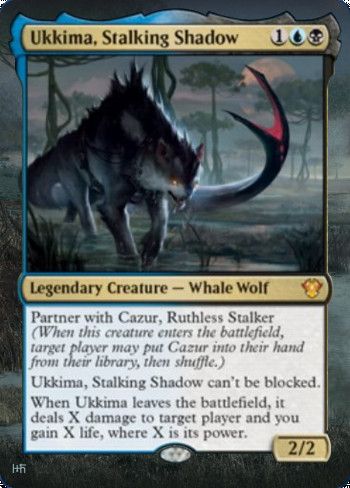 Ukkima, Stalking Shadow 1
Legendary Creature — Whale Wolf
Partner with Cazur, Ruthless Stalker
(When this creature enters the battlefield,
target player may put Cazur into their hand
from their library, then shuffle.)
Ukkima, Stalking Shadow can't be blocked.
When Ukkima leaves the battlefield, it
deals X damage to target player and you
gain X life, where X is its power.
2/2